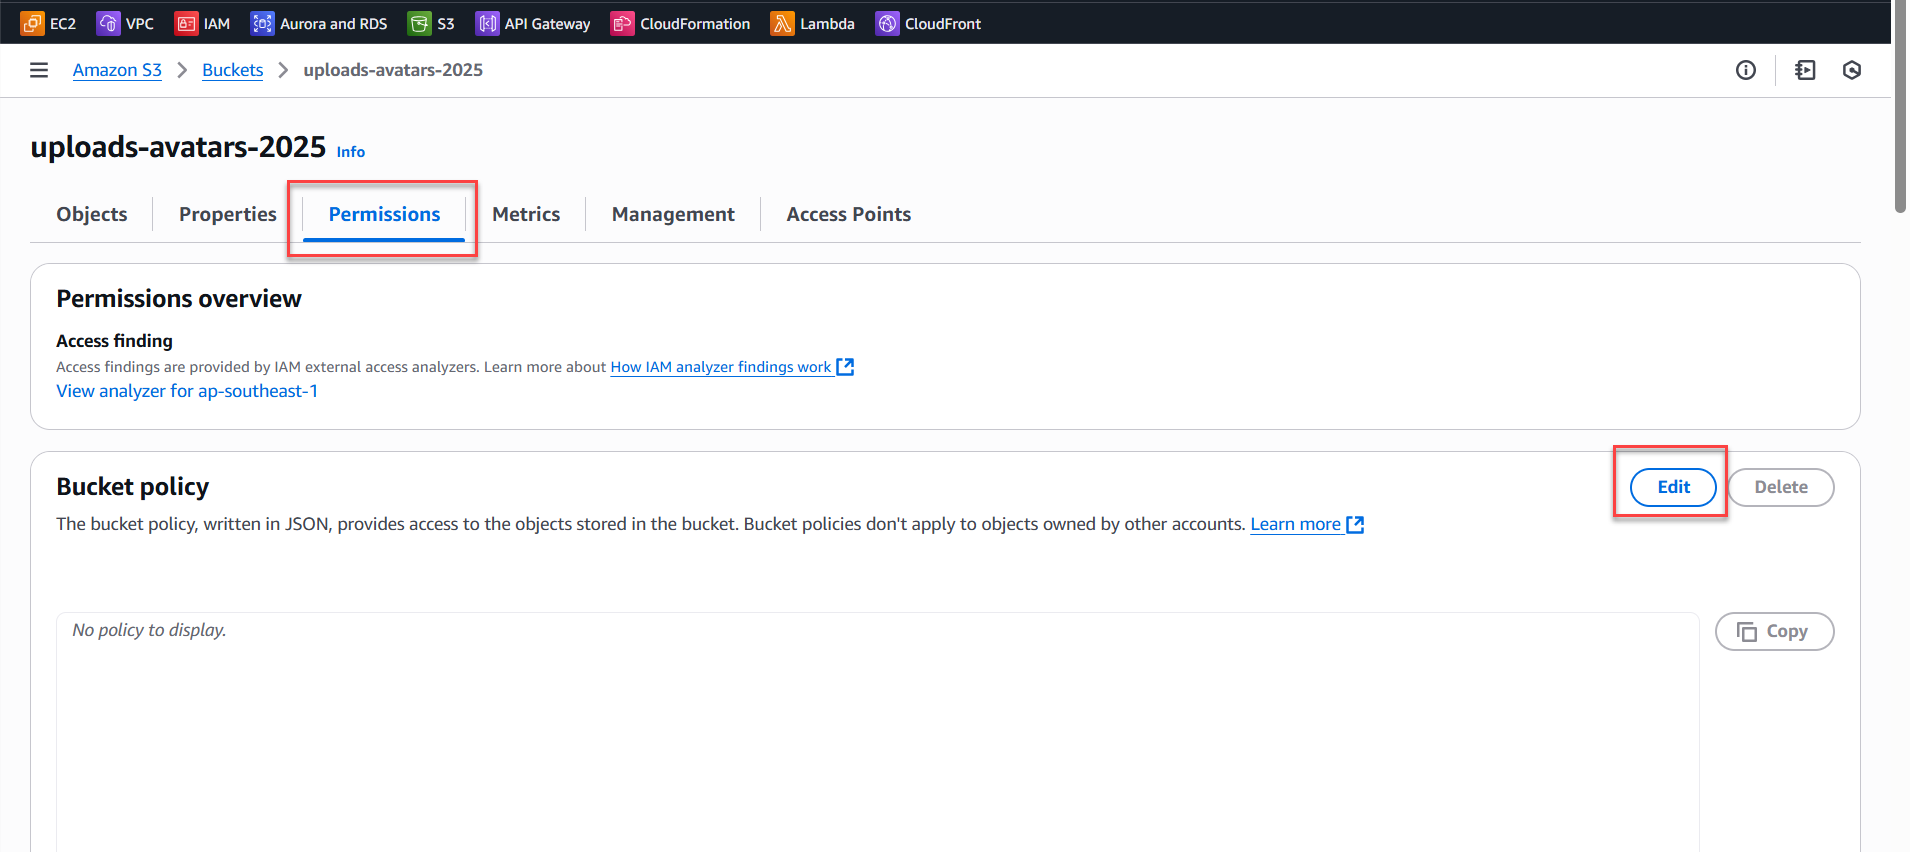 EC2 VPC IAM Aurora and RDS S3 API Gateway CloudFormation Lambda CloudFront
Amazon S3 > Buckets > uploads-avatars-2025
uploads-avatars-2025 Info
Objects Properties Permissions Metrics Management Access Points
Permissions overview
Access finding
Access findings are provided by IAM external access analyzers. Learn more about How IAM analyzer findings work
View analyzer for ap-southeast-1
Bucket policy Edit Delete
The bucket policy, written in JSON, provides access to the objects stored in the bucket. Bucket policies don't apply to objects owned by other accounts. Learn more
No policy to display. Copy